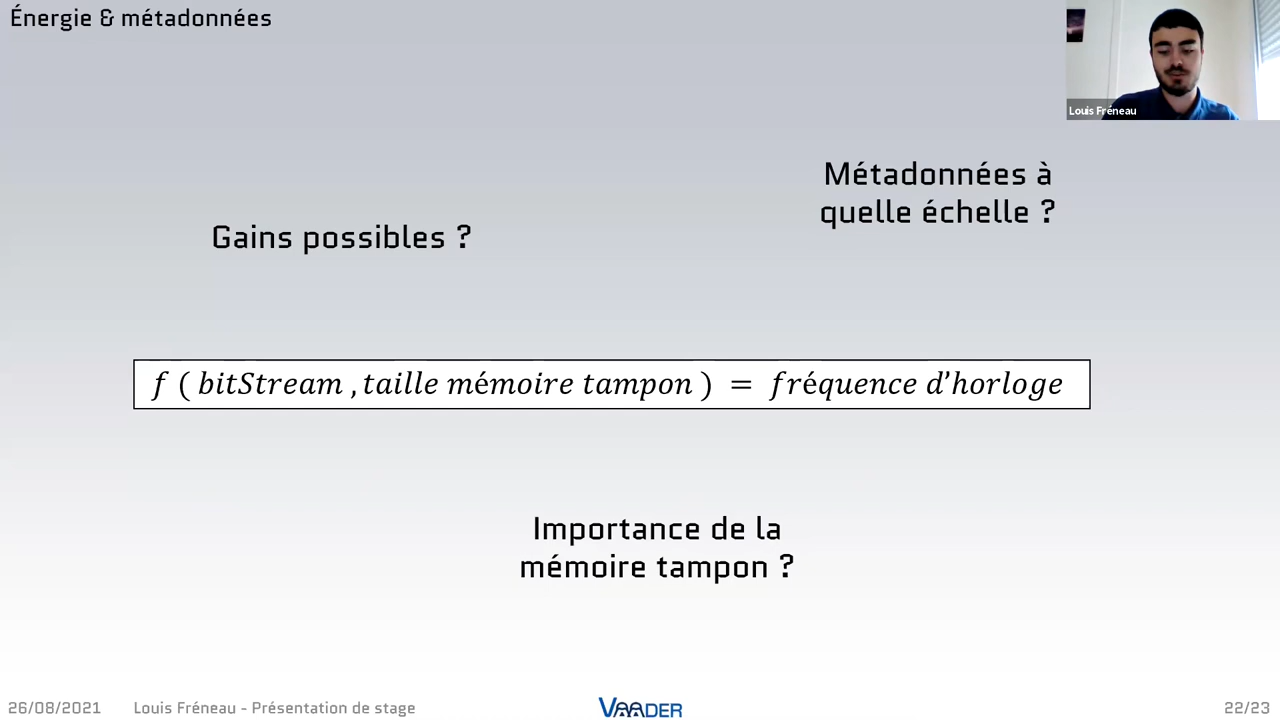 Énergie & métadonnées
Louis Fréneau
Métadonnées à
quelle échelle ?
Gains possibles ?
f ( bitStream , taille mémoire tampon ) = fréquence d’horloge
Importance de la
mémoire tampon ?
26/08/2021
Louis Fréneau - Présentation de stage
VAADER
22/23